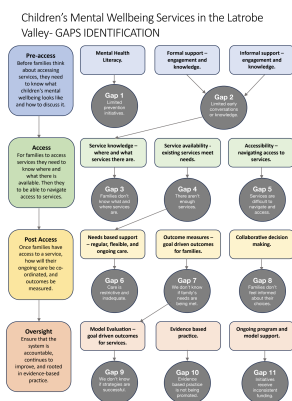 Children's Mental Wellbeing Services in the Latrobe
Valley- GAPS IDENTIFICATION
Pre-access
Before families think
about accessing
services, they need
to know what
children's mental
wellbeing looks like
and how to discuss it.
Mental Health
Literacy.
Formal support –
engagement and
knowledge.
Informal support –
engagement and
knowledge.
Gap 1
Limited
prevention
initiatives.
Gap 2
Limited early
conversations
or knowledge.
Access
For families to access
services they need to
know where and
what there is
available. Then they
to be able to navigate
access to services.
Service knowledge –
where and what
services there are.
Service availability -
existing services meet
needs.
Accessibility –
navigating access to
services.
Gap 3
Families don't
know what and
where services
are.
Gap 4
There aren't
enough
services.
Gap 5
Services are
difficult to
navigate and
access.
Post Access
Once families have
access to a service,
how will their
ongoing care be co-
ordinated, and
outcomes be
measured.
Needs based support
– regular, flexible, and
ongoing care.
Outcome measures –
goal driven outcomes
for families.
Collaborative decision
making.
Gap 6
Care is
restrictive and
inadequate.
Gap 7
We don't know
if family's
needs are
being met.
Gap 8
Families don't
feel informed
about their
choices.
Oversight
Ensure that the
system is
accountable,
continues to
improve, and rooted
in evidence-based
practice.
Model Evaluation –
goal driven outcomes
for services.
Evidence based
practice.
Ongoing program and
model support.
Gap 9
We don't know
if strategies are
successful.
Gap 10
Evidence
based practice
is not being
promoted.
Gap 11
Initiatives
receive
inconsistent
funding.